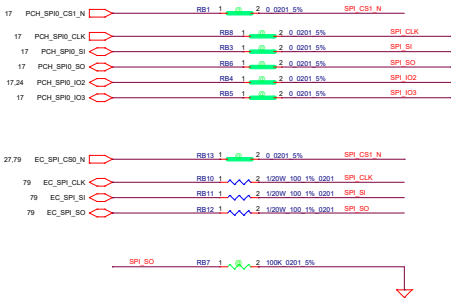 17 PCH_SPI0_CS1_N RB1 1 2 0_0201_5% SPI_CS1_N
17 PCH_SPI0_CLK RB8 1 2 0_0201_5% SPI_CLK
17 PCH_SPI0_SI RB3 1 2 0_0201_5% SPI_SI
17 PCH_SPI0_SO RB6 1 2 0_0201_5% SPI_SO
17,24 PCH_SPI0_IO2 RB4 1 2 0_0201_5% SPI_IO2
17 PCH_SPI0_IO3 RB5 1 2 0_0201_5% SPI_IO3
27,79 EC_SPI_CS0_N RB13 1 2 0_0201_5% SPI_CS1_N
79 EC_SPI_CLK RB10 1 2 1/20W_100_1%_0201 SPI_CLK
79 EC_SPI_SI RB11 1 2 1/20W_100_1%_0201 SPI_SI
79 EC_SPI_SO RB12 1 2 1/20W_100_1%_0201 SPI_SO
SPI_SO RB7 1 2 100K_0201_5%